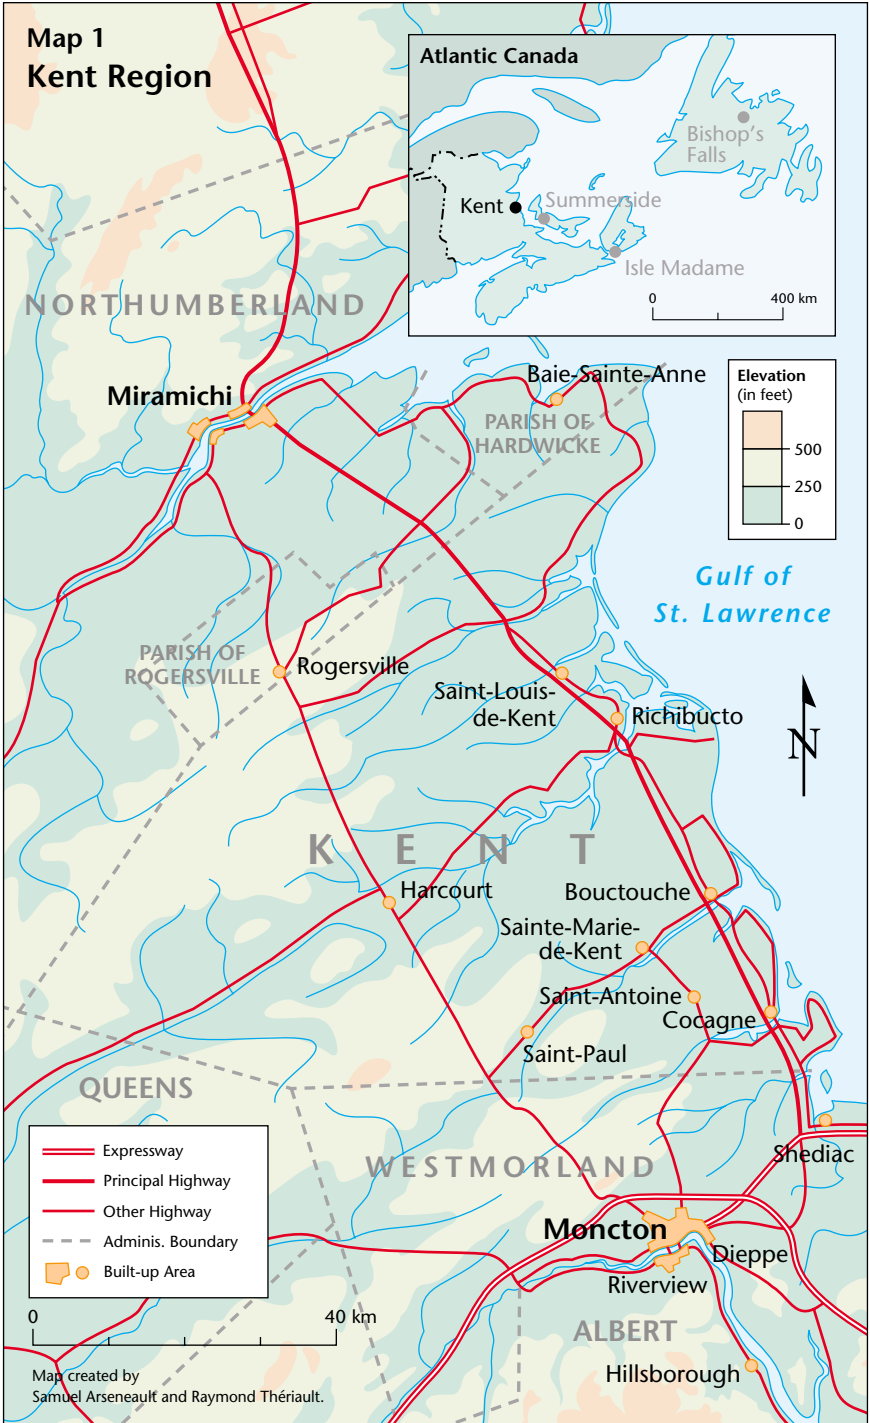 Map 1
Kent Region
Atlantic Canada
Bishop's
Falls
Kent
Summerside
Isle Madame
0 400 km
NORTHUMBERLAND
Miramichi
Baie-Sainte-Anne
PARISH OF
HARDWICKE
Elevation
(in feet)
500
250
0
Gulf of
St. Lawrence
PARISH OF
ROGERSVILLE
Rogersville
Saint-Louis-
de-Kent
Richibucto
N
KENT
Harcourt
Bouctouche
Sainte-Marie-
de-Kent
Saint-Antoine
Cocagne
Saint-Paul
QUEENS
Expressway
Principal Highway
Other Highway
Adminis. Boundary
Built-up Area
Shediac
WESTMORLAND
Moncton
Dieppe
Riverview
0 40 km
ALBERT
Hillsborough
Map created by
Samuel Arseneault and Raymond Thériault.